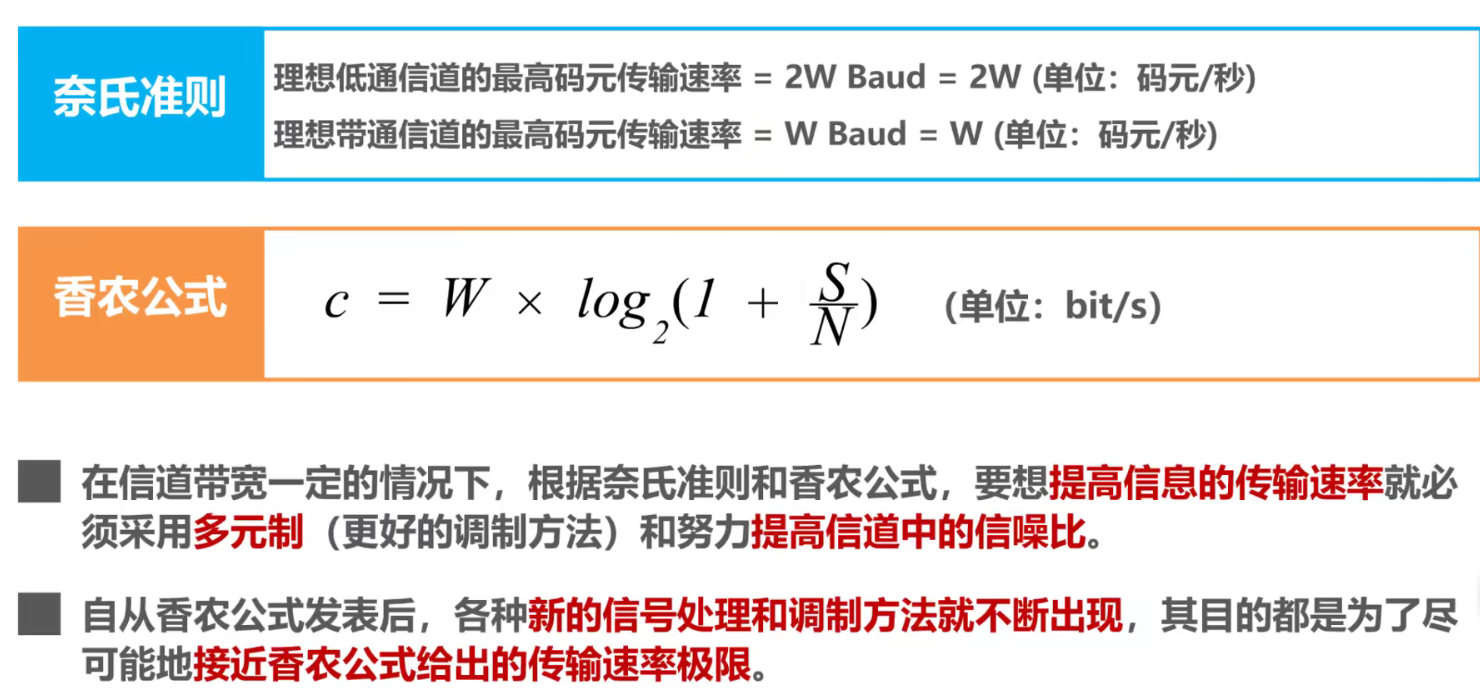 奈氏准则
理想低通信道的最高码元传输速率 = 2W Baud = 2W (单位：码元/秒)
理想带通信道的最高码元传输速率 = W Baud = W (单位：码元/秒)
香农公式
c = W × log₂(1 + S/N) (单位：bit/s)
在信道带宽一定的情况下，根据奈氏准则和香农公式，要想提高信息的传输速率就必
须采用多元制（更好的调制方法）和努力提高信道中的信噪比。
自从香农公式发表后，各种新的信号处理和调制方法就不断出现，其目的都是为了尽
可能地接近香农公式给出的传输速率极限。